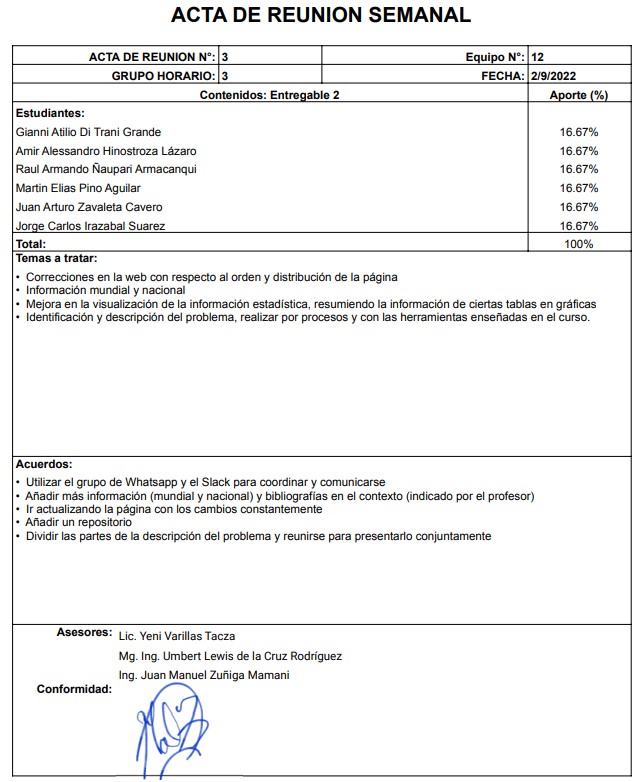 ACTA DE REUNION SEMANAL
ACTA DE REUNION N°: 3 Equipo N°: 12
GRUPO HORARIO: 3 FECHA: 2/9/2022
Contenidos: Entregable 2 Aporte (%)
Estudiantes:
Gianni Atilio Di Trani Grande 16.67%
Amir Alessandro Hinostroza Lázaro 16.67%
Raul Armando Ñaupari Armacanqui 16.67%
Martin Elias Pino Aguilar 16.67%
Juan Arturo Zavaleta Cavero 16.67%
Jorge Carlos Irazabal Suarez 16.67%
Total: 100%
Temas a tratar:
• Correcciones en la web con respecto al orden y distribución de la página
• Información mundial y nacional
• Mejora en la visualización de la información estadística, resumiendo la información de ciertas tablas en gráficas
• Identificación y descripción del problema, realizar por procesos y con las herramientas enseñadas en el curso.
Acuerdos:
• Utilizar el grupo de Whatsapp y el Slack para coordinar y comunicarse
• Añadir más información (mundial y nacional) y bibliografías en el contexto (indicado por el profesor)
• Ir actualizando la página con los cambios constantemente
• Añadir un repositorio
• Dividir las partes de la descripción del problema y reunirse para presentarlo conjuntamente
Asesores: Lic. Yeni Varillas Tacza
Mg. Ing. Umbert Lewis de la Cruz Rodríguez
Ing. Juan Manuel Zuñiga Mamani
Conformidad: